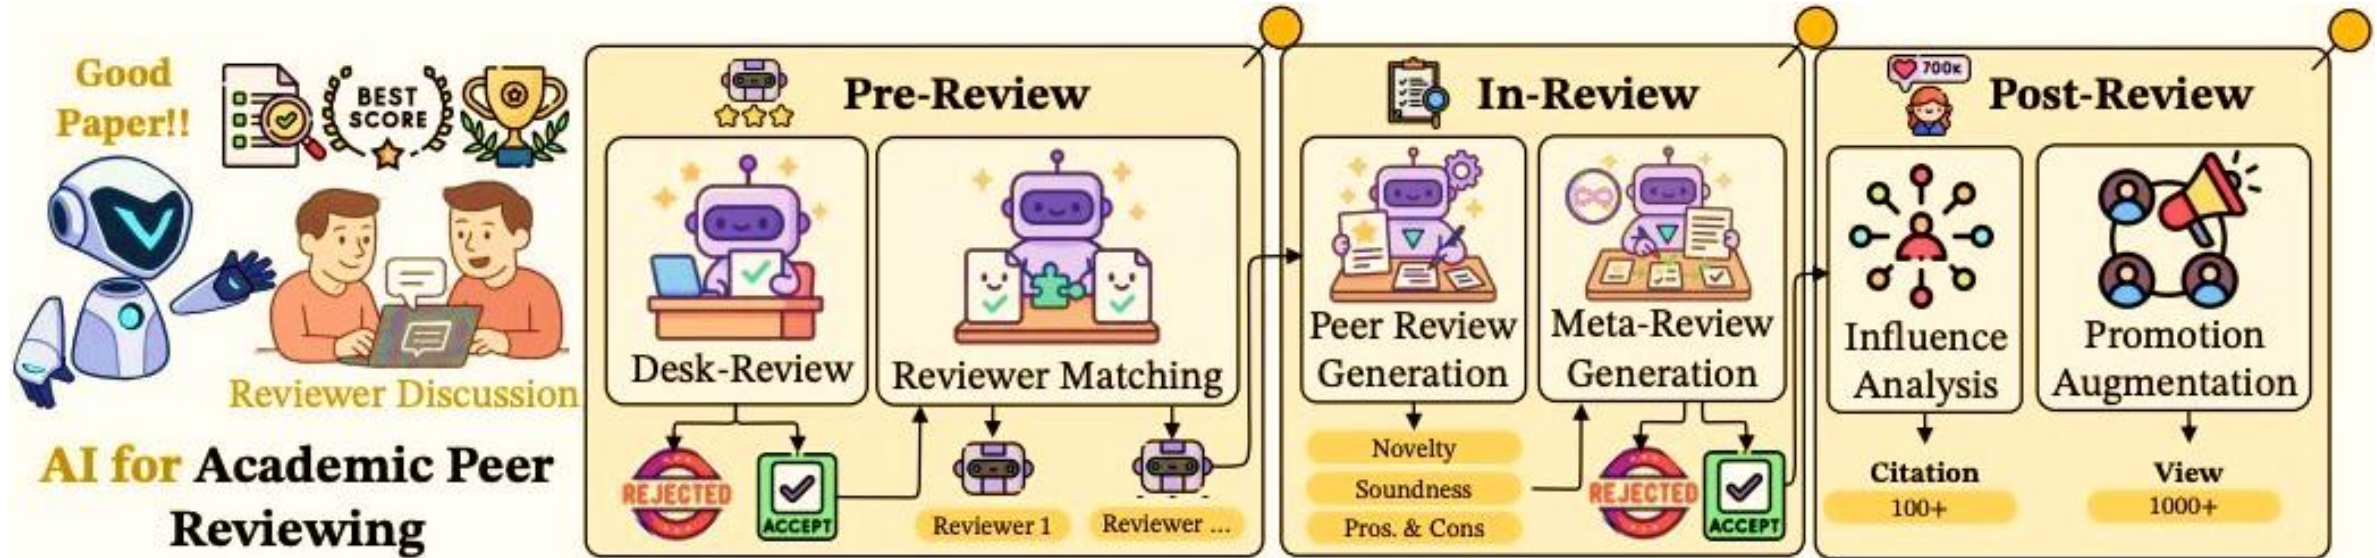 Good
Paper!!
BEST
SCORE
Reviewer Discussion
AI for Academic Peer
Reviewing
Pre-Review
Desk-Review
Reviewer Matching
REJECTED
ACCEPT
Reviewer 1
Reviewer ...
In-Review
Peer Review
Generation
Meta-Review
Generation
Novelty
Soundness
Pros. & Cons
REJECTED
ACCEPT
700K
Post-Review
Influence
Analysis
Promotion
Augmentation
Citation
100+
View
1000+